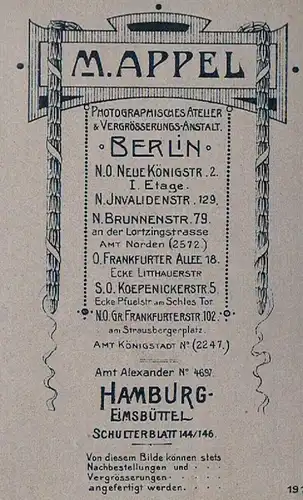 M. APPEL
PHOTOGRAPHISCHES ATELIER
& VERGRÖSSERUNGS-ANSTALT.
· BERLIN ·
N.O. NEUE KÖNIGSTR. 2.
I. Etage.
N. JNVALIDENSTR. 129.
N. BRUNNENSTR. 79.
an der Lortzingstrasse
AMT NORDEN (2572.)
O. FRANKFURTER ALLEE 18.
ECKE LITTHAUERSTR
S.O. KOEPENICKERSTR. 5
Ecke Pfuelstr. am Schles. Tor.
N.O. GR. FRANKFURTERSTR. 102.
am Strausbergerplatz.
AMT KÖNIGSTADT No (2247.)
Amt Alexander No 4697.
HAMBURG-
EIMSBÜTTEL
SCHULTERBLATT 144/146.
Von diesem Bilde können stets
Nachbestellungen und · · ·
Vergrösserungen · · · ·
angefertigt werden. · · ·
19